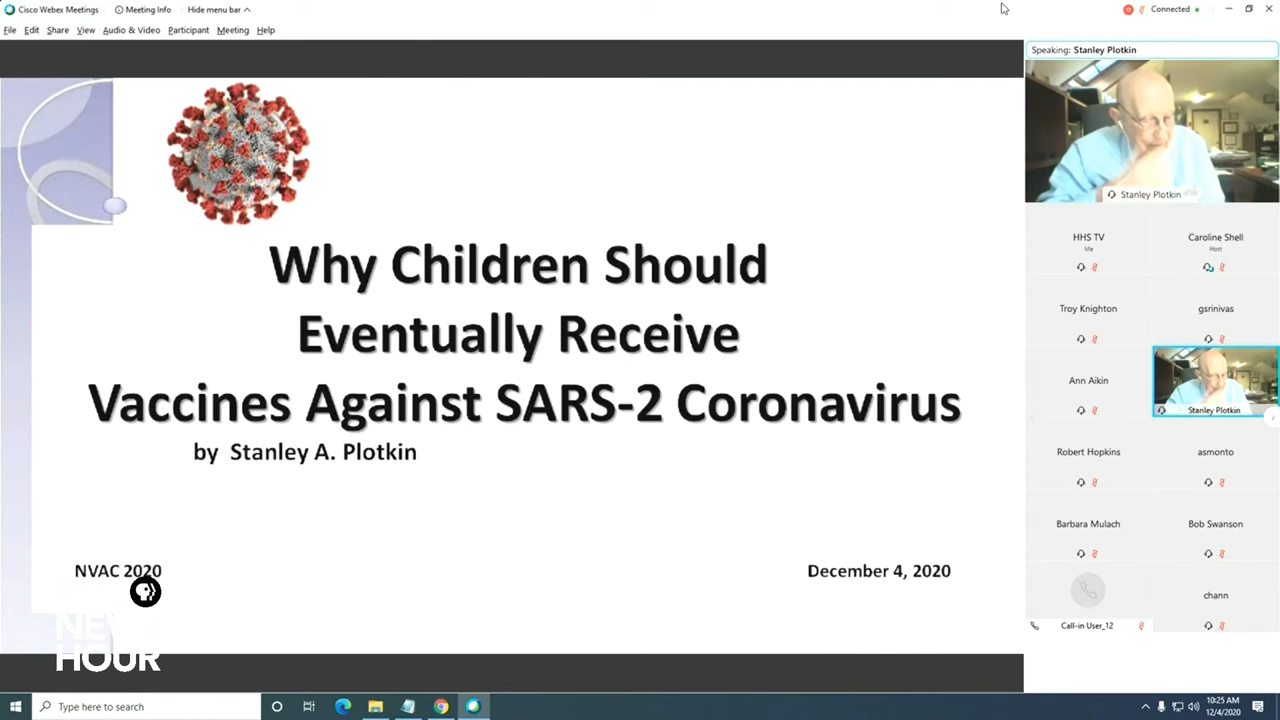 Cisco Webex Meetings
Meeting Info
Hide menu bar
Connected
File Edit Share View Audio & Video Participant Meeting Help
Speaking: Stanley Plotkin
Stanley Plotkin
Why Children Should
Eventually Receive
Vaccines Against SARS-2 Coronavirus
by Stanley A. Plotkin
NVAC 2020
December 4, 2020
NEWS
HOUR
HHS TV
Me
Caroline Shell
Host
Troy Knighton
gsrinivas
Ann Aikin
Stanley Plotkin
Robert Hopkins
asmonto
Barbara Mulach
Bob Swanson
Call-in User_12
chann
Type here to search
10:25 AM
12/4/2020